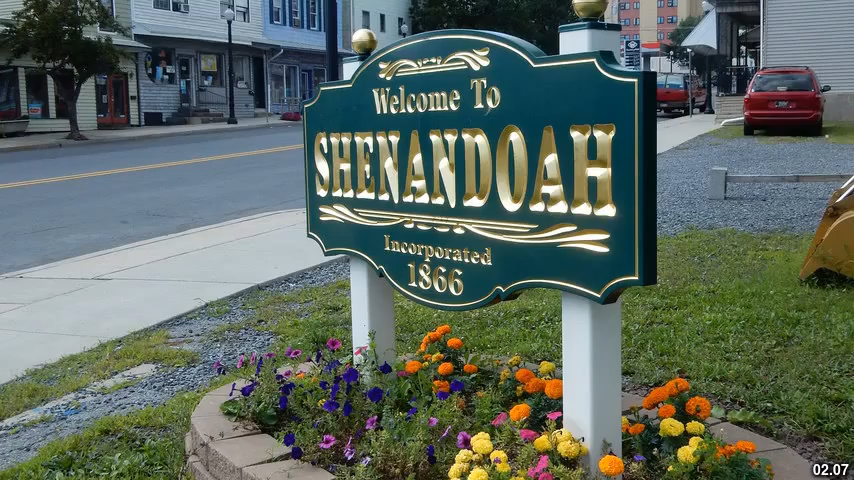 Welcome To
SHENANDOAH
Incorporated
1866
02.07